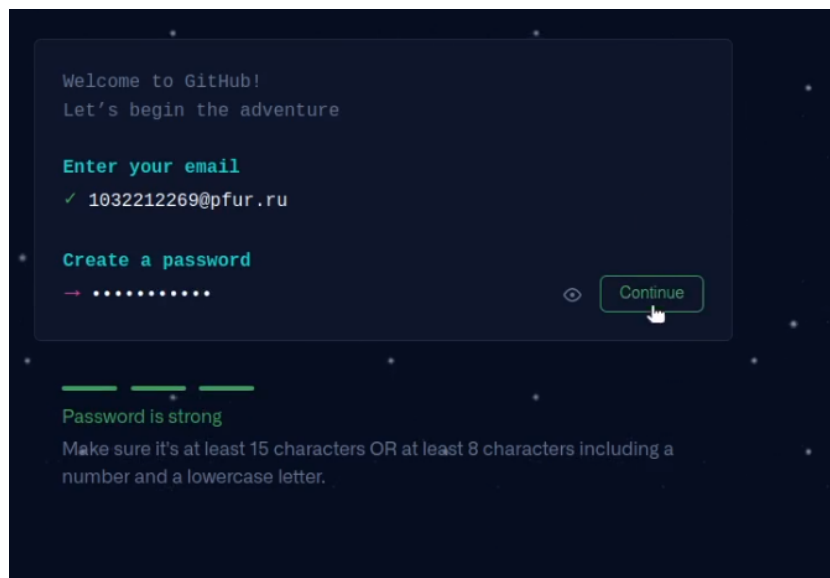 Welcome to GitHub!
Let’s begin the adventure
Enter your email
✓ 1032212269@pfur.ru
Create a password
→ •••••••••••
Continue
Password is strong
Make sure it's at least 15 characters OR at least 8 characters including a
number and a lowercase letter.